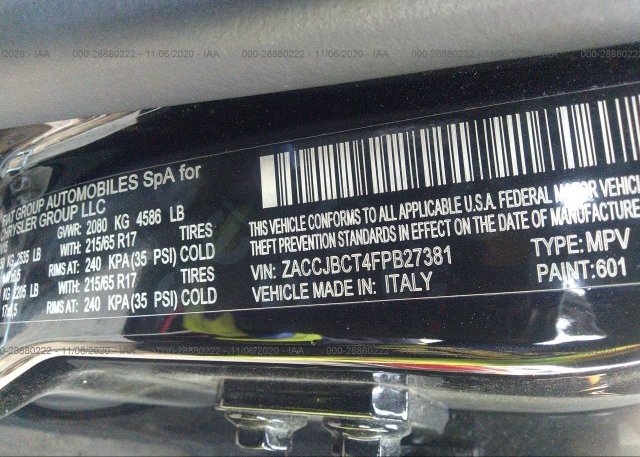 000-28880222 - 11/06/2020 - IAA 000-28880222 - 11/06/2020 - IAA 000-28880222 - 11/06/2020
FIAT GROUP AUTOMOBILES SpA for
CHRYSLER GROUP LLC
GVWR: 2080 KG 4586 LB
LB WITH: 215/65 R17 TIRES
RIMS AT: 240 KPA (35 PSI) COLD
KG 2205 LB WITH: 215/65 R17 TIRES
RIMS AT: 240 KPA (35 PSI) COLD
THIS VEHICLE CONFORMS TO ALL APPLICABLE U.S.A. FEDERAL MOTOR VEHICLE
THEFT PREVENTION STANDARDS IN EFFECT ON THE DATE OF MANUFACTURE
VIN: ZACCJBCT4FPB27381 TYPE: MPV
VEHICLE MADE IN: ITALY PAINT: 601
000-28880222 - 11/06/2020 - IAA 000-28880222 - 11/06/2020 - IAA 000-28880222 - 11/06/2020